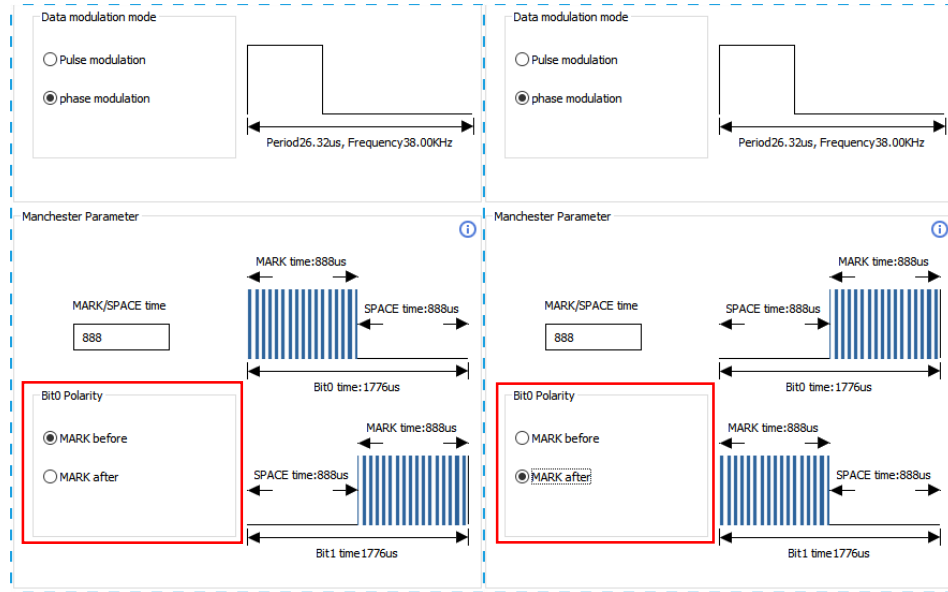 Data modulation mode
Pulse modulation
phase modulation
Period26.32us, Frequency38.00KHz
Manchester Parameter
MARK time:888us
MARK/SPACE time
SPACE time:888us
888
Bit0 time:1776us
Bit0 Polarity
MARK before
MARK time:888us
MARK after
SPACE time:888us
Bit1 time1776us
Data modulation mode
Pulse modulation
phase modulation
Period26.32us, Frequency38.00KHz
Manchester Parameter
MARK time:888us
MARK/SPACE time
SPACE time:888us
888
Bit0 time:1776us
Bit0 Polarity
MARK time:888us
MARK before
MARK after
SPACE time:888us
Bit1 time1776us